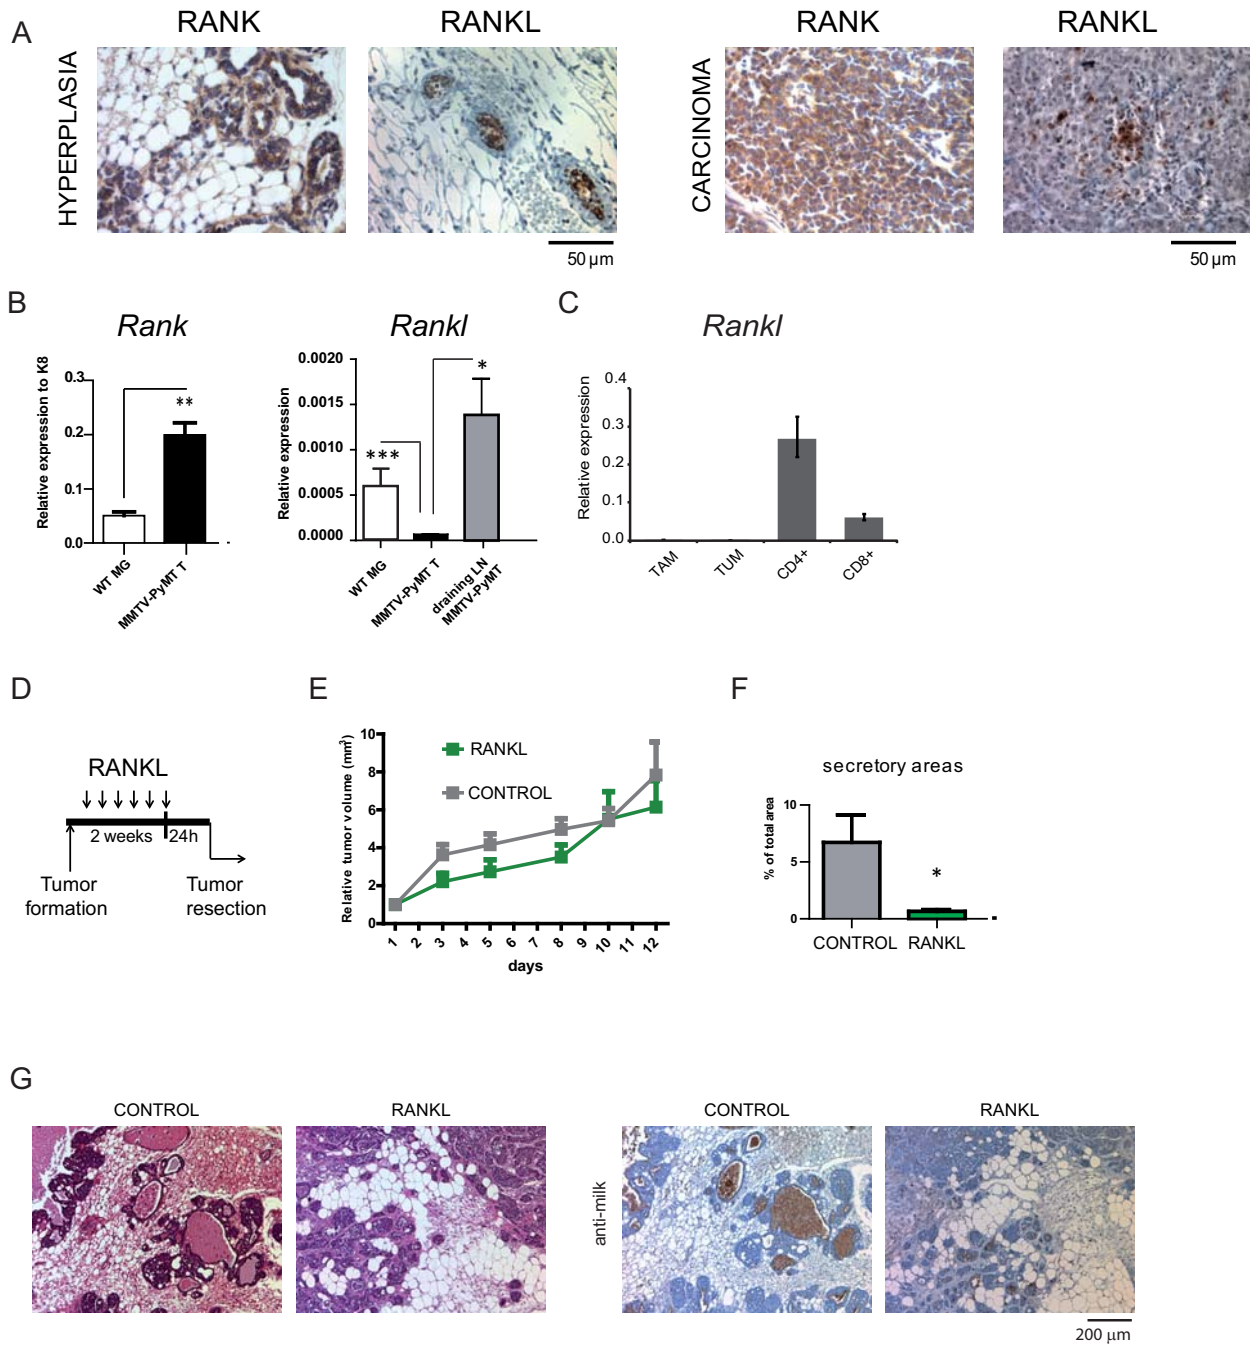 A
RANK
RANKL
RANK
RANKL
HYPERPLASIA
CARCINOMA
50 µm
50 µm
B
Rank
Relative expression to K8
0.3
0.2
0.1
0.0
**
WT MG
MMTV-PyMT T
Rankl
Relative expression
0.0020
0.0015
0.0010
0.0005
0.0000
***
*
WT MG
MMTV-PyMT T
draining LN
MMTV-PyMT
C
Rankl
Relative expression
0.4
0.3
0.2
0.1
0.0
TAM
TUM
CD4+
CD8+
D
RANKL
2 weeks
24h
Tumor
formation
Tumor
resection
E
Relative tumor volume (mm3)
10
8
6
4
2
0
RANKL
CONTROL
1 2 3 4 5 6 7 8 9 10 11 12
days
F
secretory areas
% of total area
10
5
0
*
CONTROL RANKL
G
CONTROL
RANKL
CONTROL
RANKL
anti-milk
200 µm